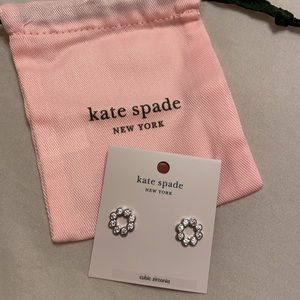 kate spade
NEW YORK
kate spade
NEW YORK
cubic zirconia